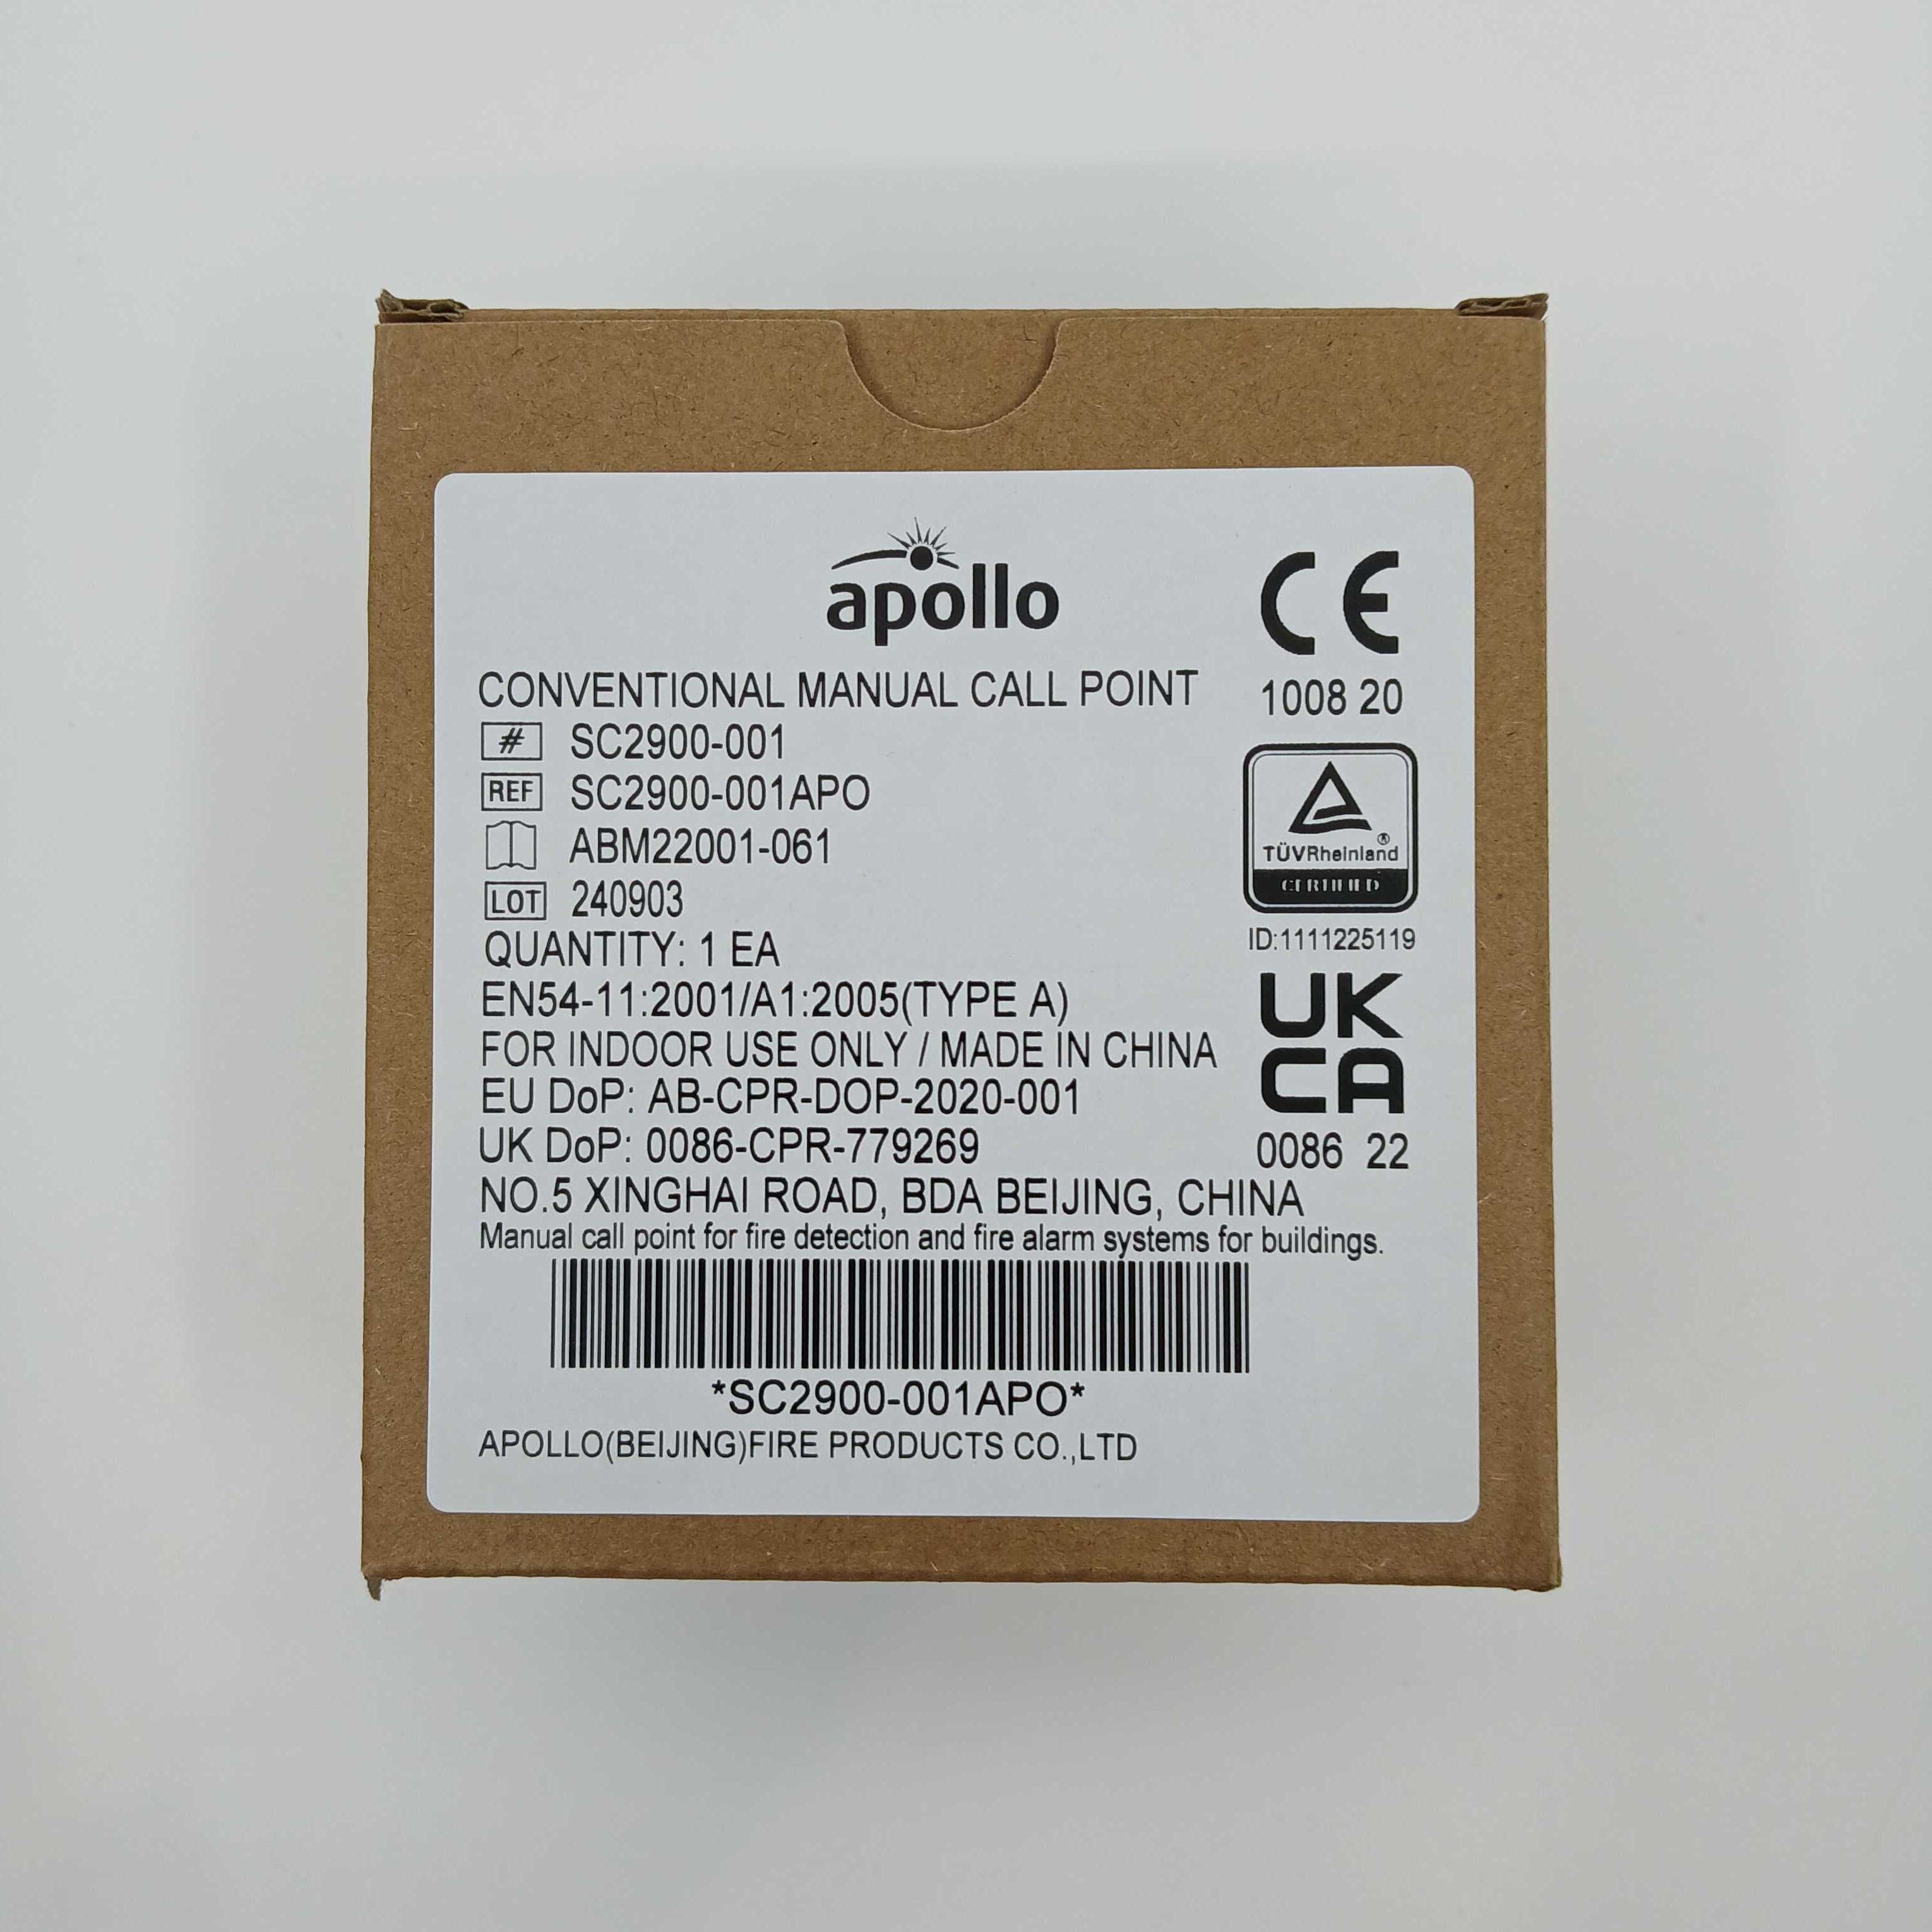 apollo
CE
CONVENTIONAL MANUAL CALL POINT
1008 20
# SC2900-001
REF SC2900-001APO
ABM22001-061
LOT 240903
TÜVRheinland®
CERTIFIED
ID:1111225119
QUANTITY: 1 EA
EN54-11:2001/A1:2005(TYPE A)
FOR INDOOR USE ONLY / MADE IN CHINA
EU DoP: AB-CPR-DOP-2020-001
UK DoP: 0086-CPR-779269
UK
CA
0086 22
NO.5 XINGHAI ROAD, BDA BEIJING, CHINA
Manual call point for fire detection and fire alarm systems for buildings.
*SC2900-001APO*
APOLLO(BEIJING)FIRE PRODUCTS CO.,LTD